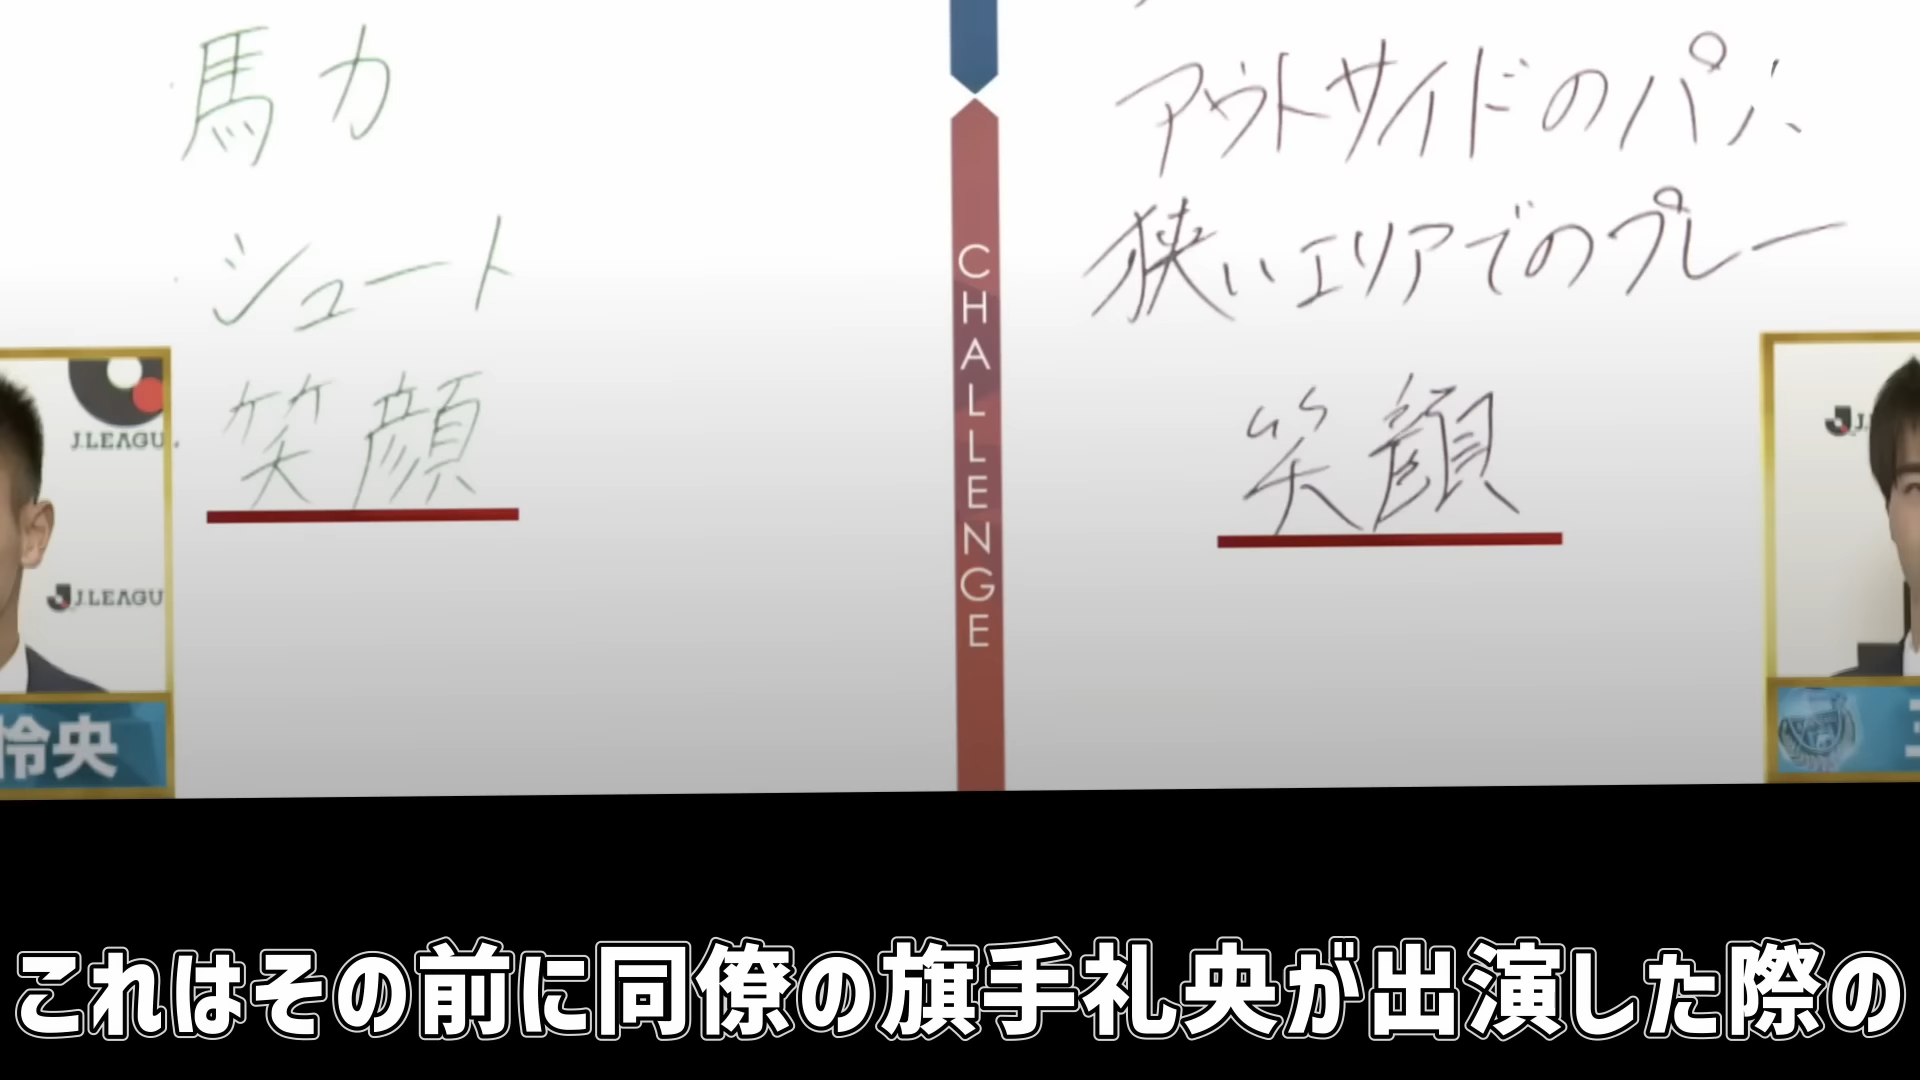 馬力
シュート
笑顔
J.LEAGU
J.LEAGU
怜央
CHALLENGE
アウトサイドのパス
狭いエリアでのプレー
笑顔
これはその前に同僚の旗手礼央が出演した際の